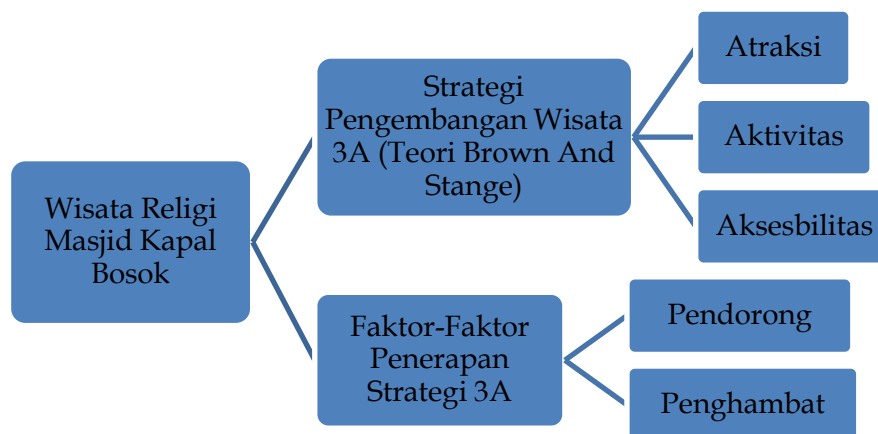 Wisata Religi
Masjid Kapal
Bosok
Strategi
Pengembangan Wisata
3A (Teori Brown And
Stange)
Atraksi
Aktivitas
Aksesbilitas
Faktor-Faktor
Penerapan
Strategi 3A
Pendorong
Penghambat